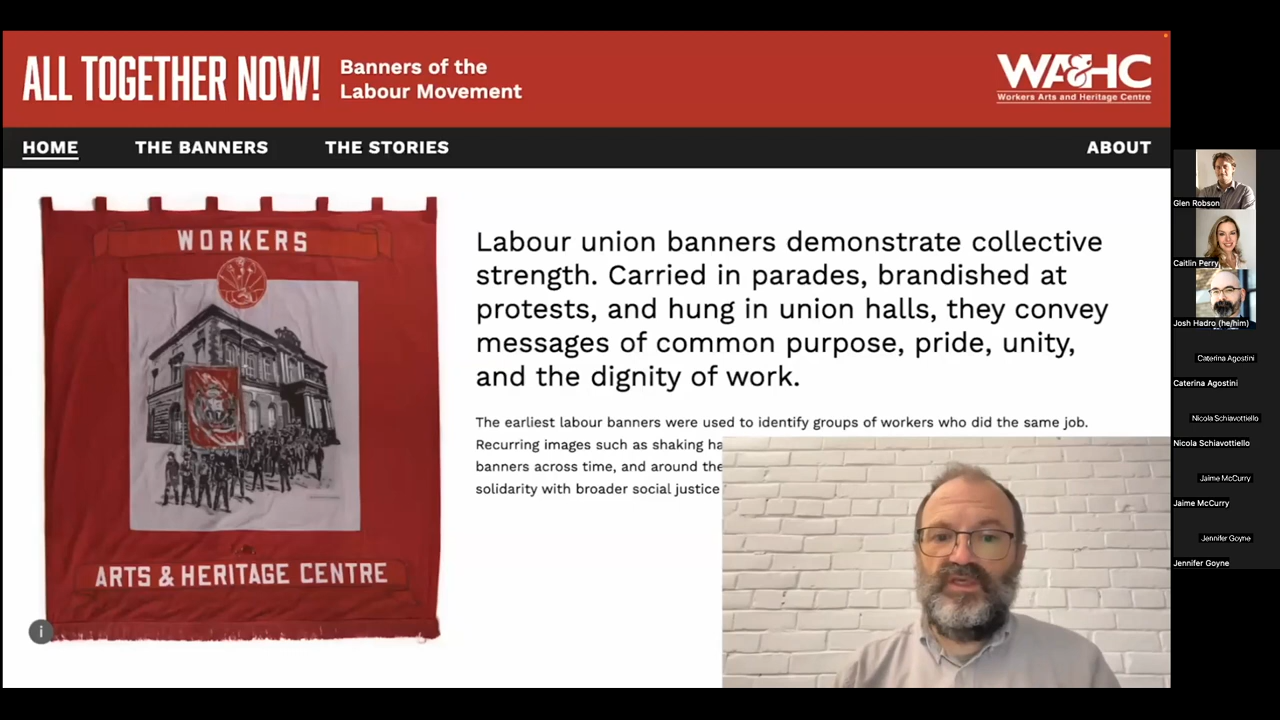 ALL TOGETHER NOW!
Banners of the
Labour Movement
WA&HC
Workers Arts and Heritage Centre
HOME
THE BANNERS
THE STORIES
ABOUT
WORKERS
ARTS & HERITAGE CENTRE
i
Labour union banners demonstrate collective
strength. Carried in parades, brandished at
protests, and hung in union halls, they convey
messages of common purpose, pride, unity,
and the dignity of work.
The earliest labour banners were used to identify groups of workers who did the same job.
Recurring images such as shaking ha
banners across time, and around the
solidarity with broader social justice
Glen Robson
Caitlin Perry
Josh Hadro (he/him)
Caterina Agostini
Caterina Agostini
Nicola Schiavottiello
Nicola Schiavottiello
Jaime McCurry
Jaime McCurry
Jennifer Goyne
Jennifer Goyne